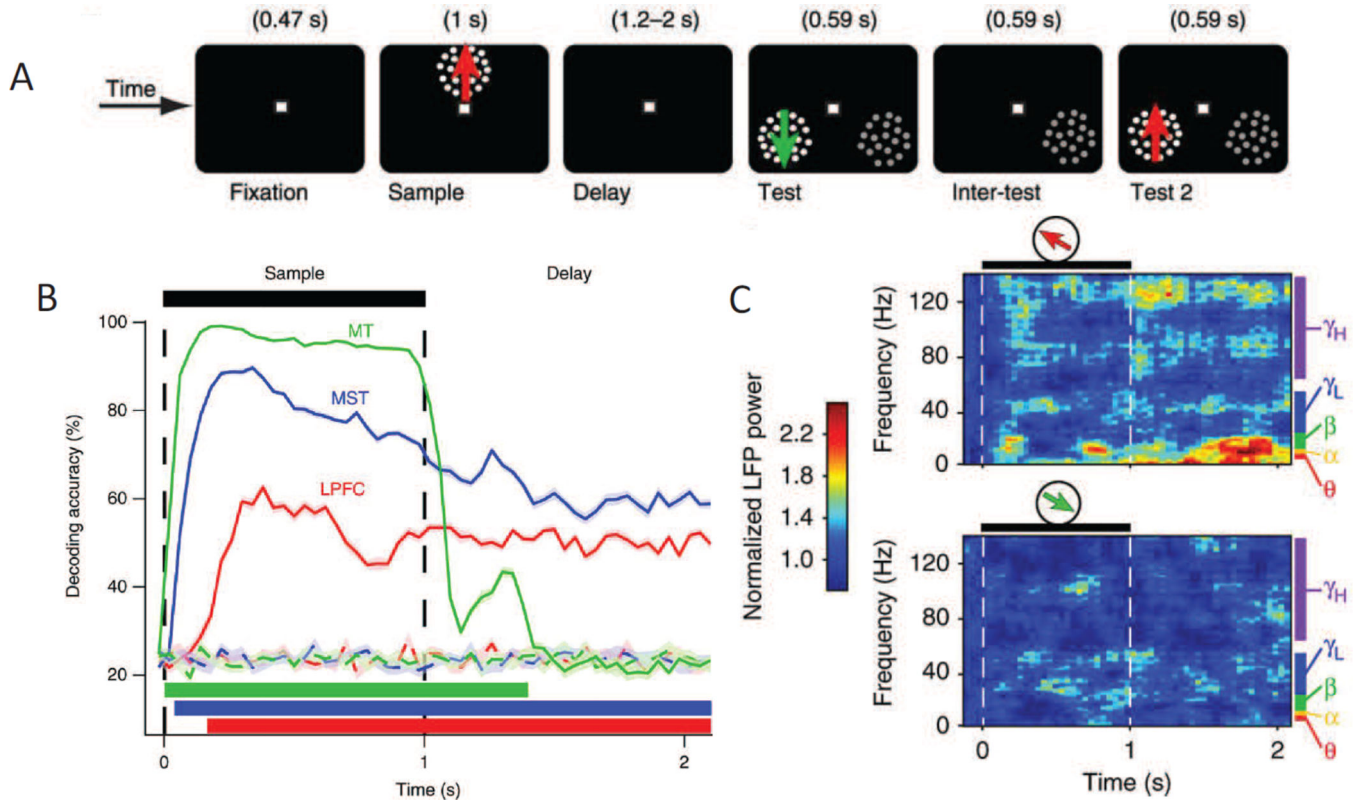 A
(0.47 s) (1 s) (1.2–2 s) (0.59 s) (0.59 s) (0.59 s)
Time
Fixation Sample Delay Test Inter-test Test 2
B
Sample Delay
Decoding accuracy (%)
100
80
60
40
20
MT
MST
LPFC
0 1 2
Time (s)
C
Normalized LFP power
2.2
1.8
1.4
1.0
Frequency (Hz)
120
80
40
0
γH
γL
β
α
θ
Frequency (Hz)
120
80
40
0
γH
γL
β
α
θ
0 1 2
Time (s)